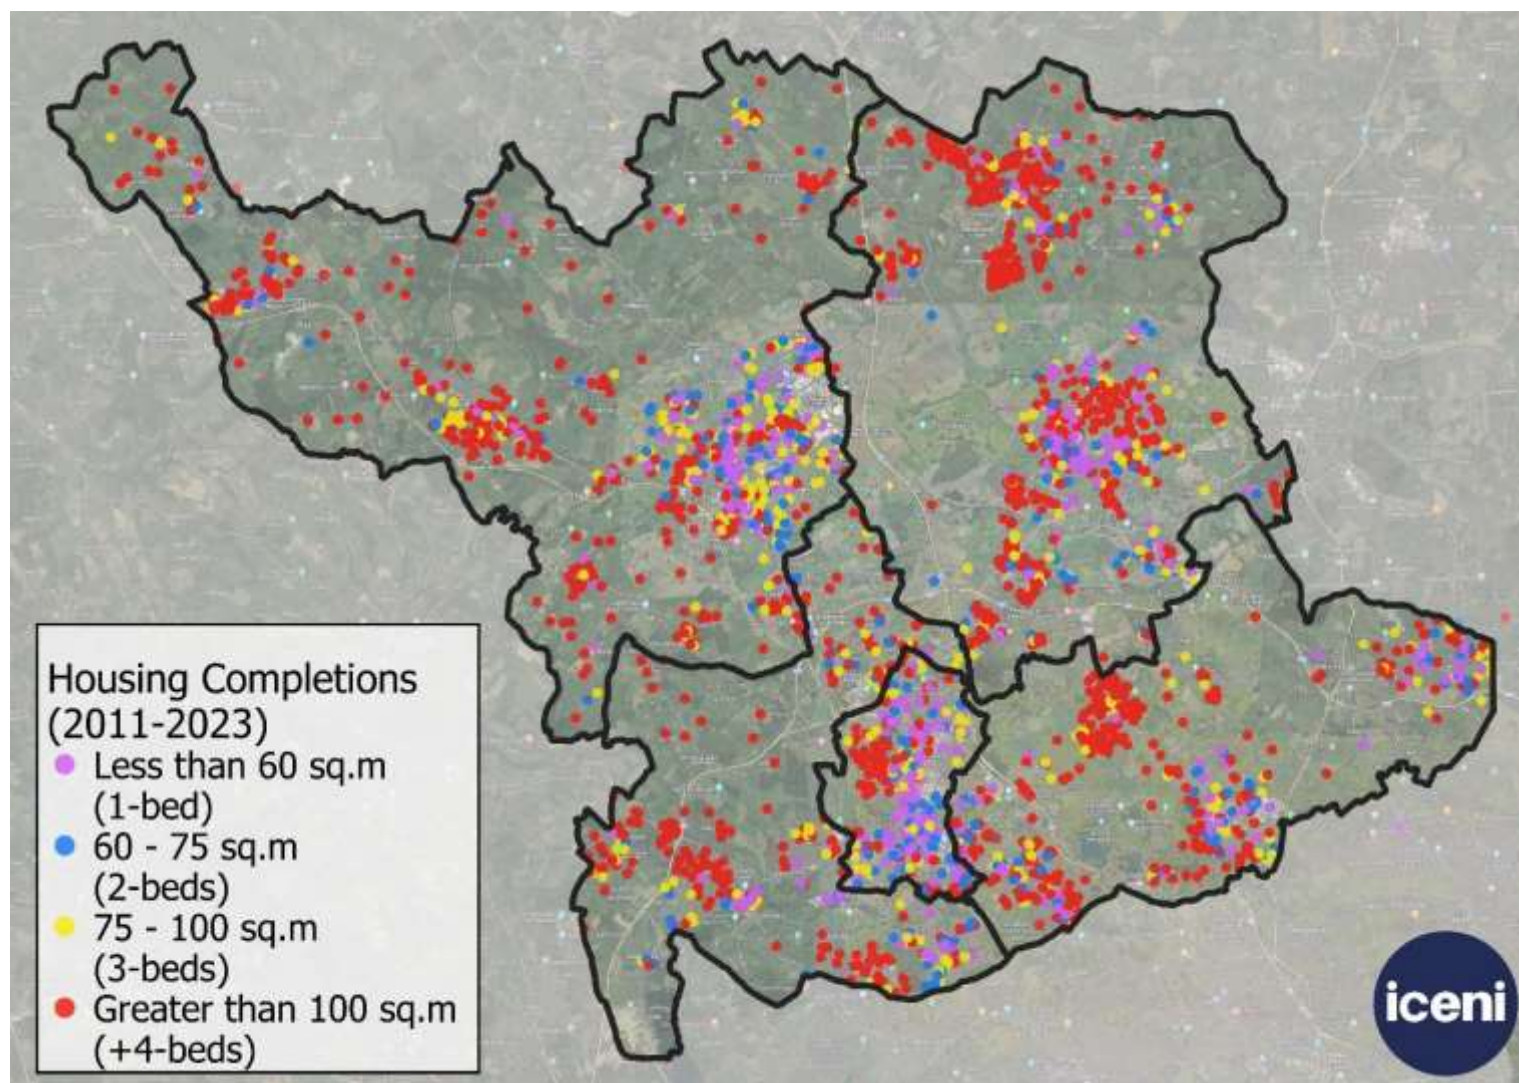 Housing Completions
(2011-2023)
Less than 60 sq.m
(1-bed)
60 - 75 sq.m
(2-beds)
75 - 100 sq.m
(3-beds)
Greater than 100 sq.m
(+4-beds)
iceni